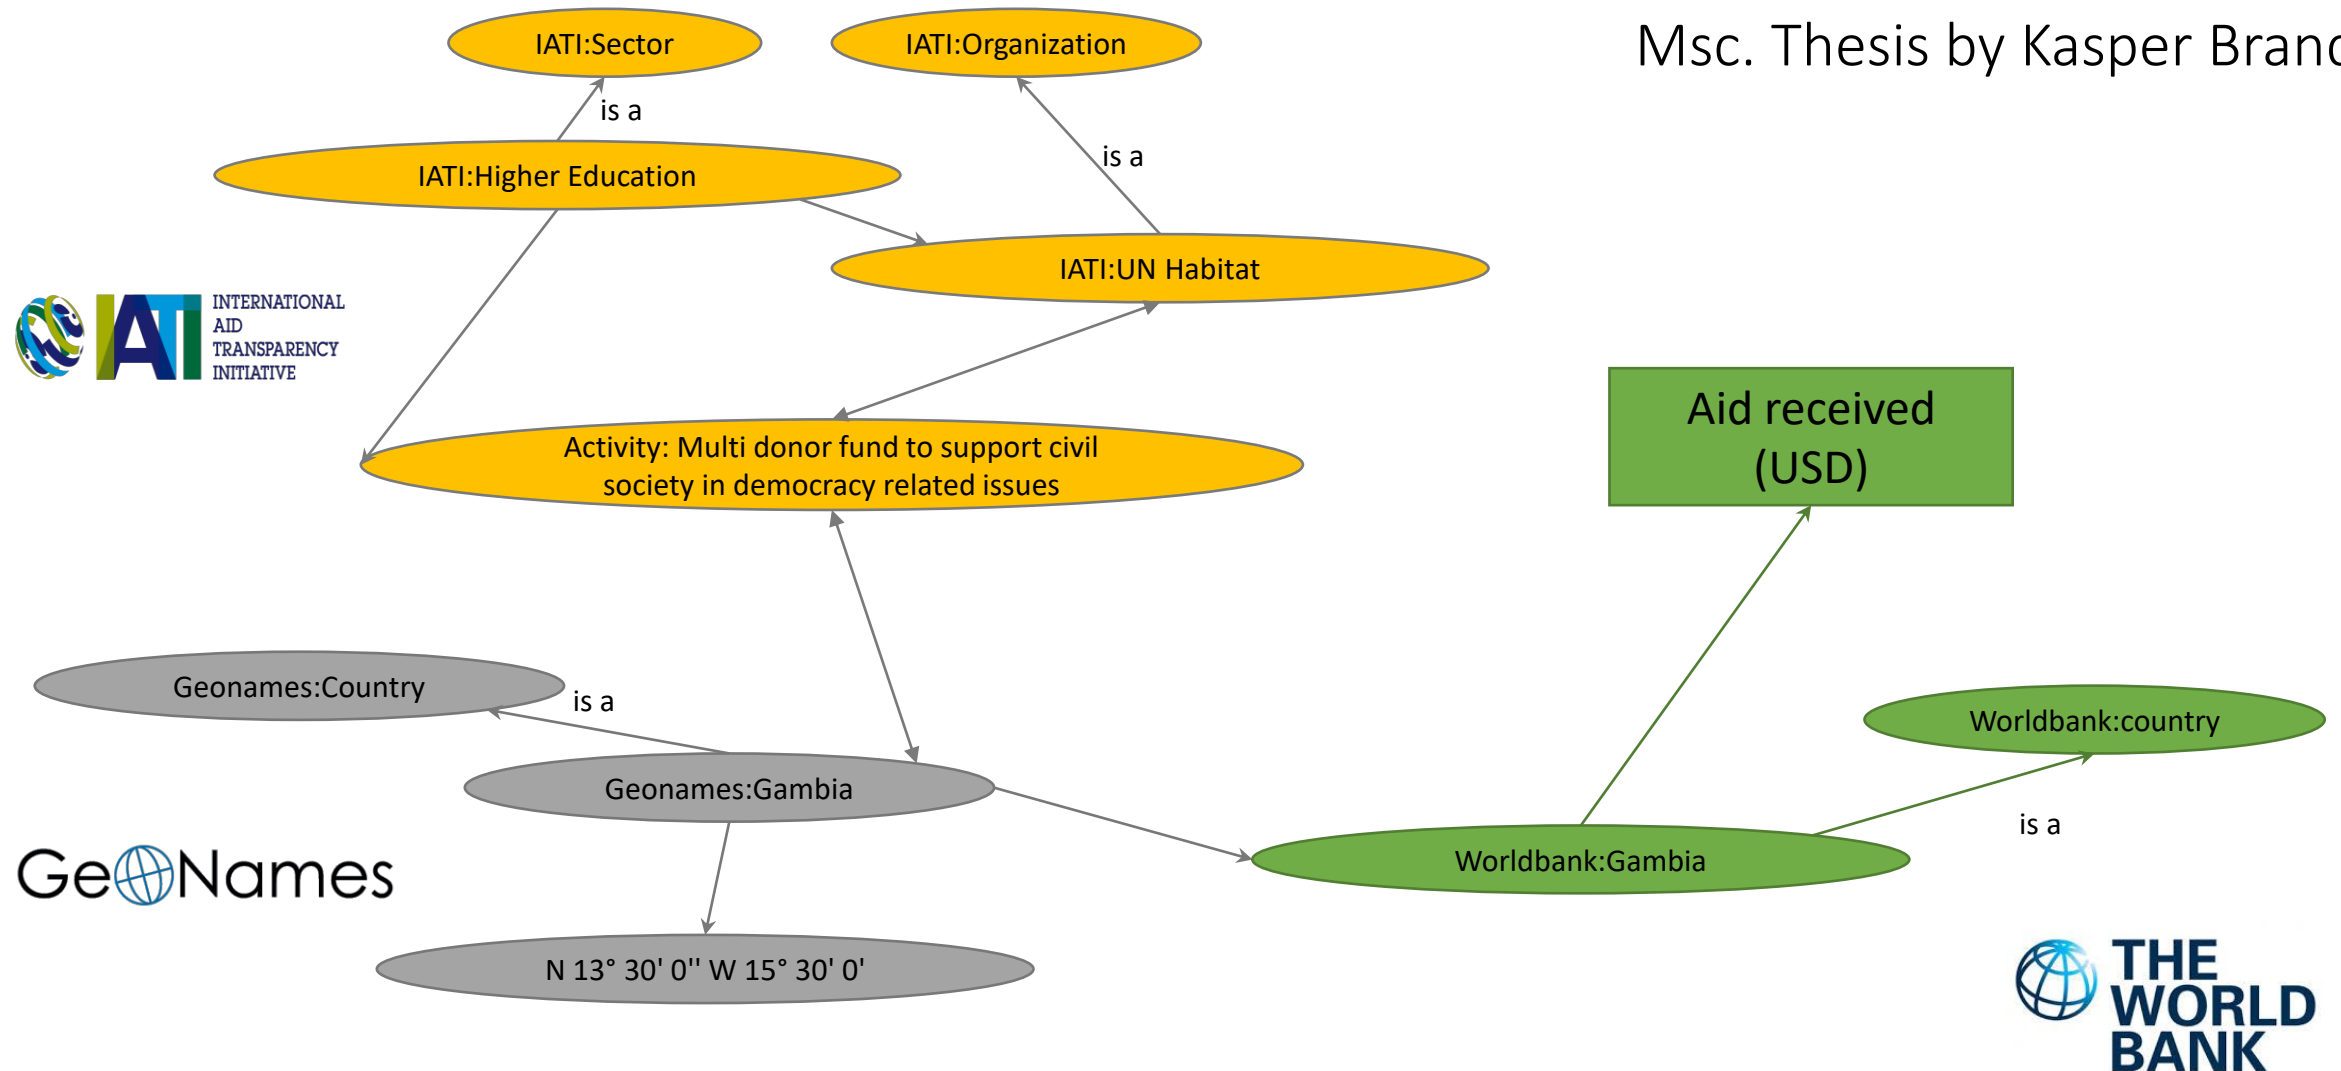 Msc. Thesis by Kasper Brand
IATI:Sector
IATI:Organization
is a
is a
IATI:Higher Education
IATI:UN Habitat
INTERNATIONAL
AID
TRANSPARENCY
INITIATIVE
IATI
Aid received
(USD)
Activity: Multi donor fund to support civil
society in democracy related issues
Geonames:Country
is a
Worldbank:country
Geonames:Gambia
is a
Worldbank:Gambia
GeoNames
N 13° 30' 0'' W 15° 30' 0'
THE
WORLD
BANK